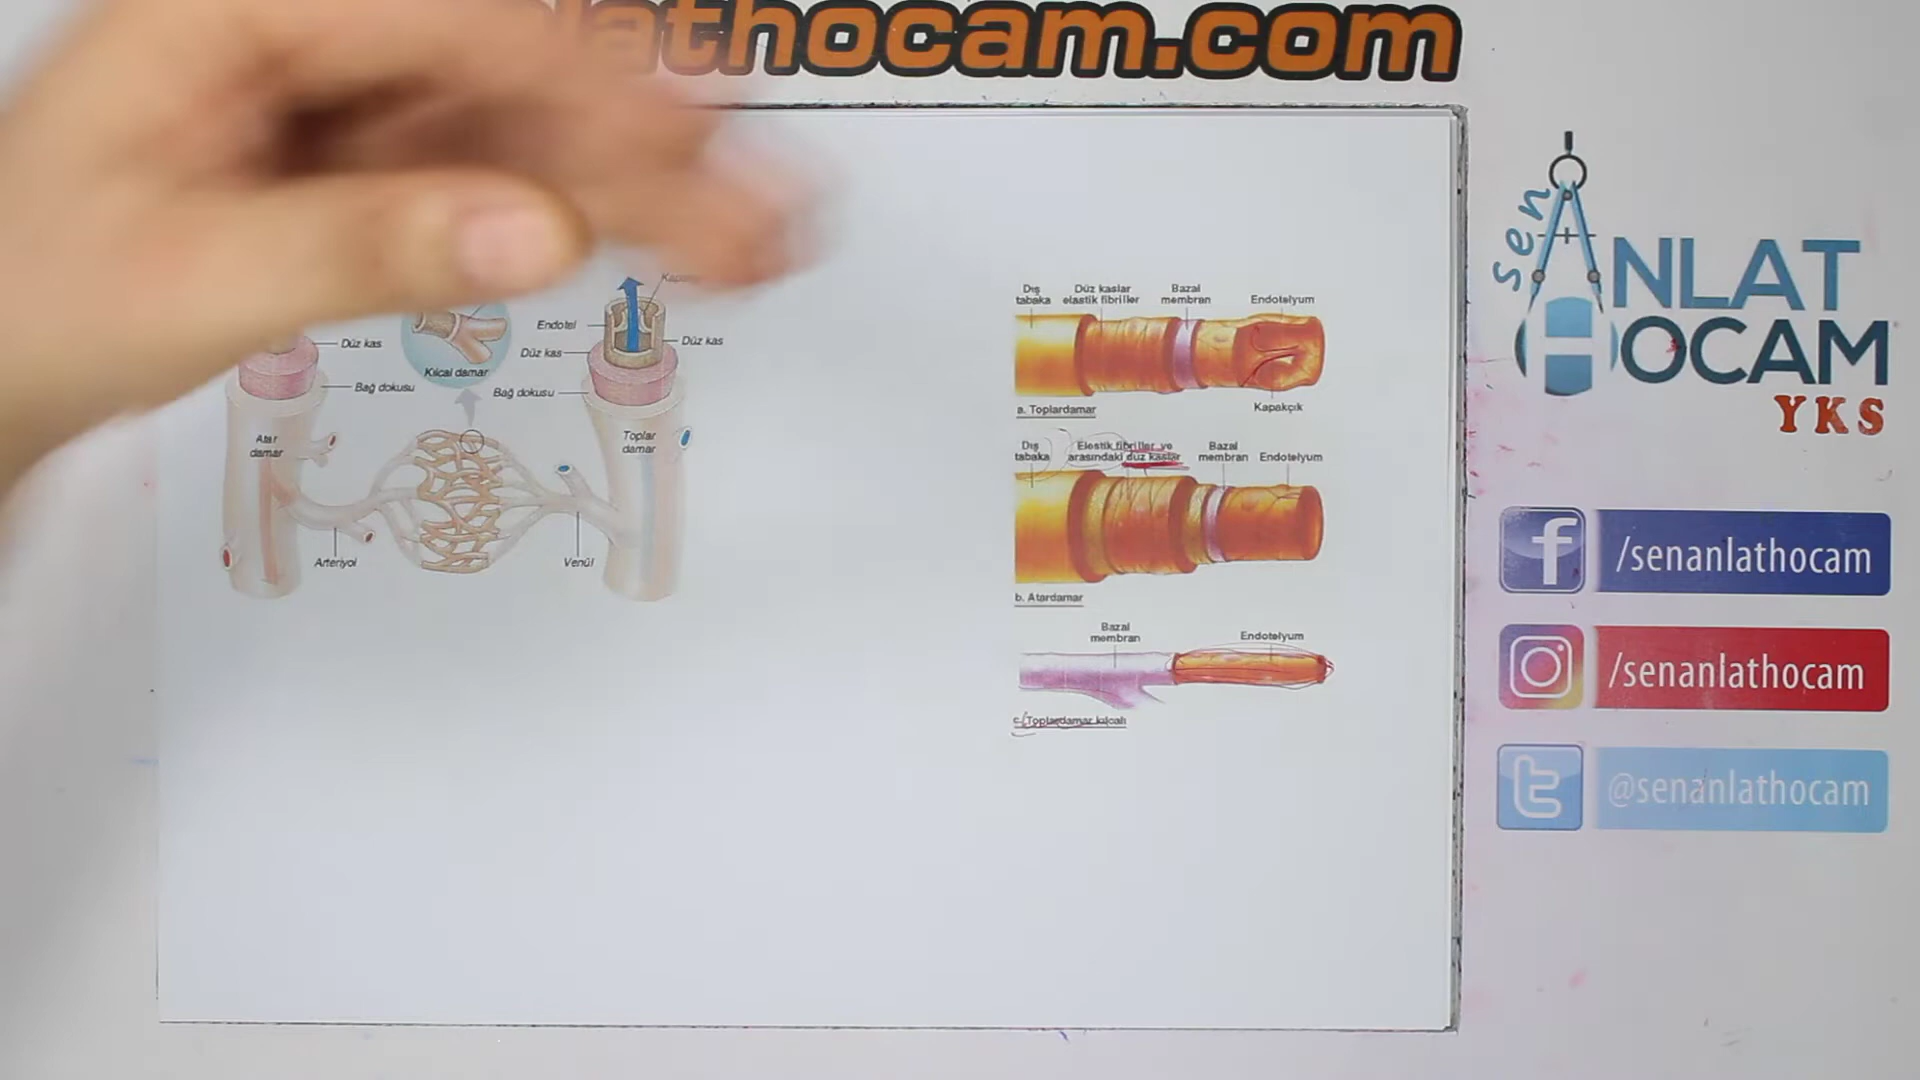 lathocam.com
Düz kas
Kılcal damar
Bağ dokusu
Endotel
Düz kas
Düz kas
Bağ dokusu
Atar
damar
Toplar
damar
Arteriyol
Venül
Dış
tabaka
Düz kaslar
elastik fibriller
Bazal
membran
Endotelyum
Kapakçık
a. Toplardamar
Dış
tabaka
Elastik fibriller ve
arasındaki düz kaslar
Bazal
membran
Endotelyum
b. Atardamar
Bazal
membran
Endotelyum
c. Toplardamar kılcalı
sen
ANLAT
HOCAM
YKS
f /senanlathocam
/senanlathocam
t @senanlathocam